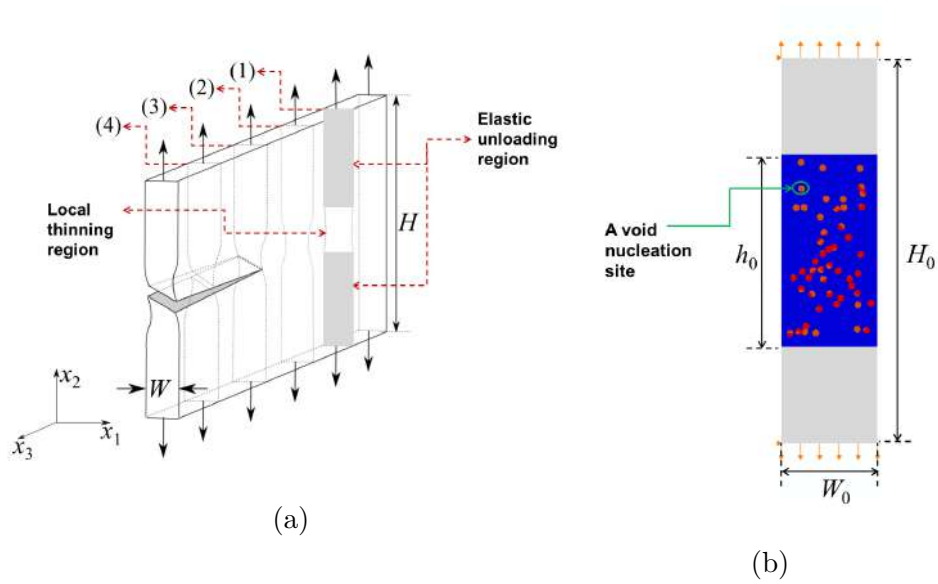 (1)
(2)
(3)
(4)
Elastic
unloading
region
Local
thinning
region
H
W
x₂
x₁
x₃
(a)
A void
nucleation
site
h₀
H₀
W₀
(b)